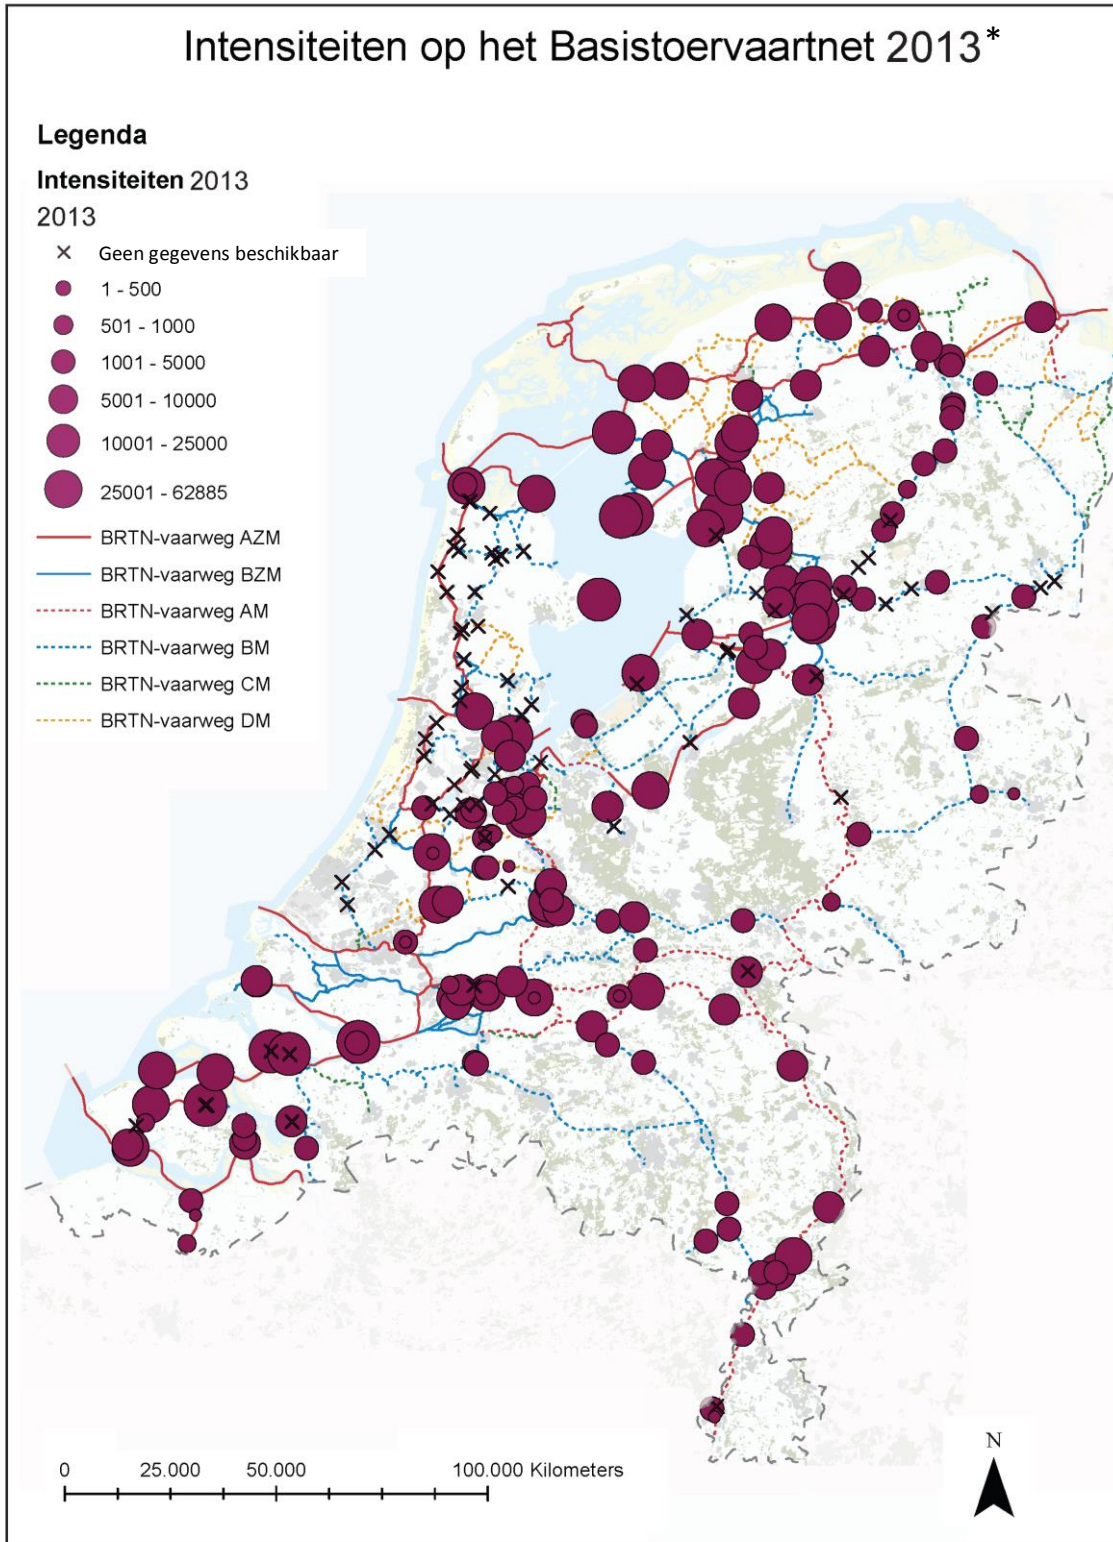 Intensiteiten op het Basistoervaartnet 2013*
Legenda
Intensiteiten 2013
2013
Geen gegevens beschikbaar
1 - 500
501 - 1000
1001 - 5000
5001 - 10000
10001 - 25000
25001 - 62885
BRTN-vaarweg AZM
BRTN-vaarweg BZM
BRTN-vaarweg AM
BRTN-vaarweg BM
BRTN-vaarweg CM
BRTN-vaarweg DM
0 25.000 50.000 100.000 Kilometers
N